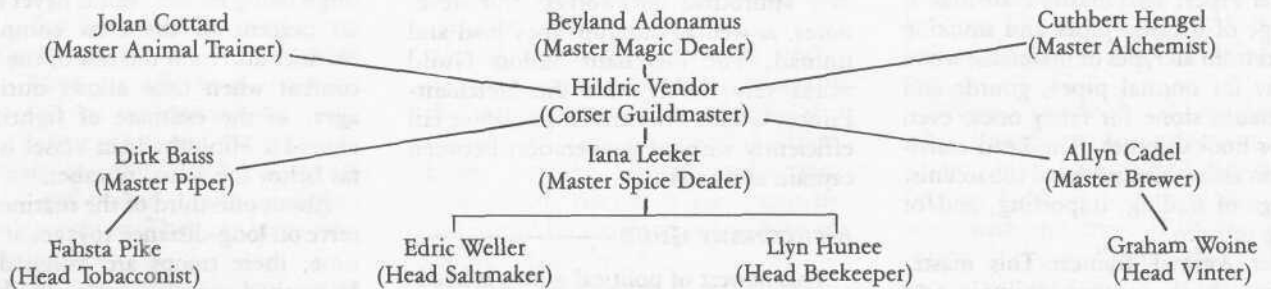 Jolan Cottard
(Master Animal Trainer)
Beyland Adonamus
(Master Magic Dealer)
Cuthbert Hengel
(Master Alchemist)
Hildric Vendor
(Corser Guildmaster)
Dirk Baiss
(Master Piper)
Iana Leeker
(Master Spice Dealer)
Allyn Cadel
(Master Brewer)
Fabsta Pike
(Head Tobacconist)
Edric Weller
(Head Saltmaker)
Llyn Hunee
(Head Beekeeper)
Graham Woine
(Head Vinter)